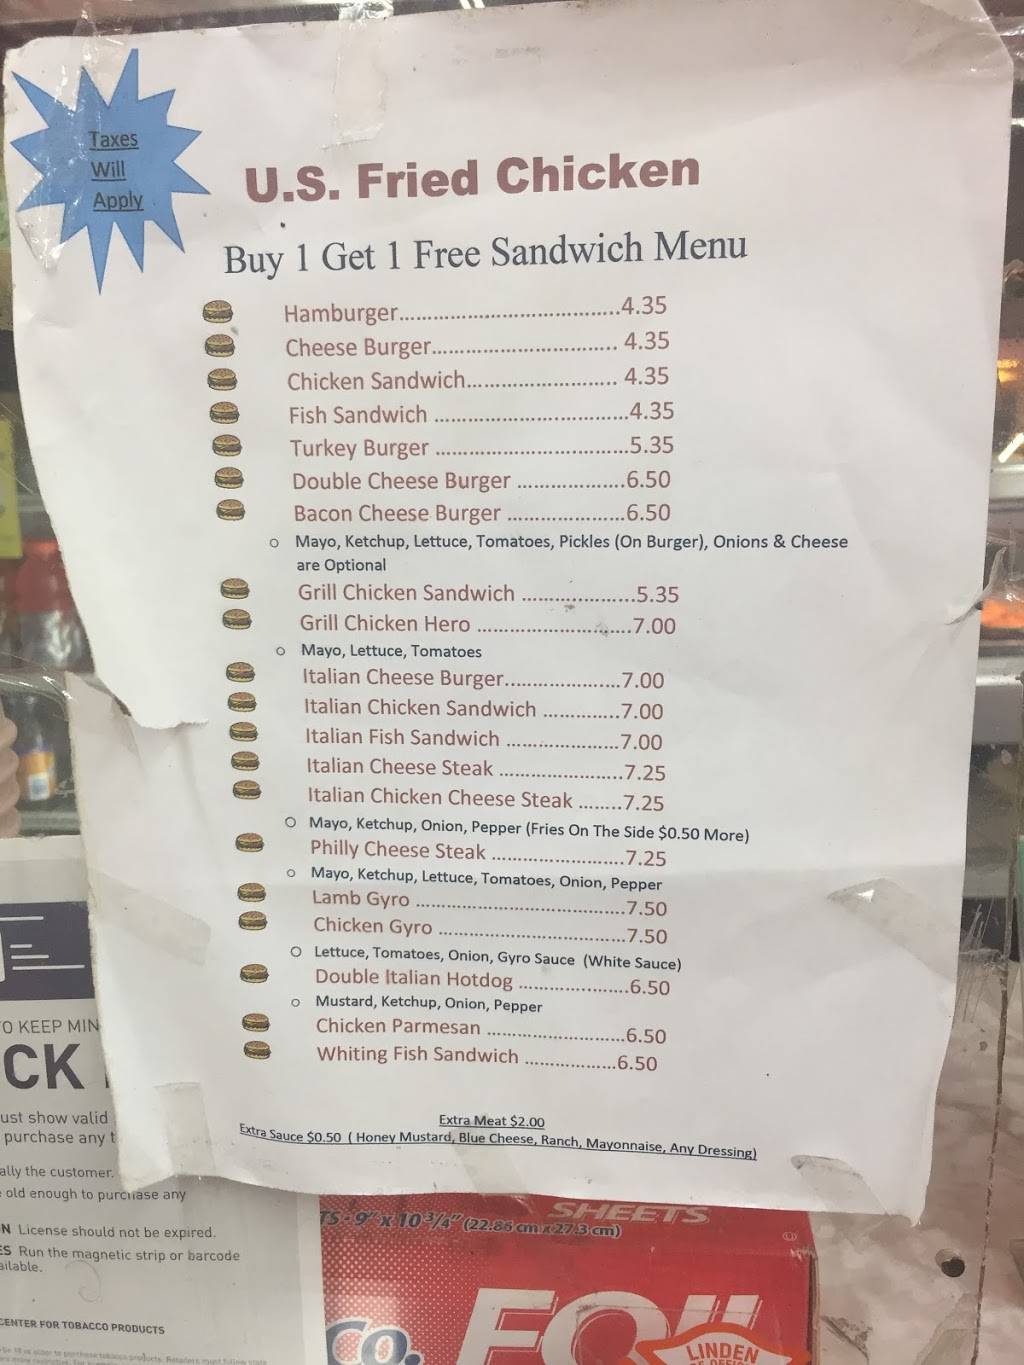 Taxes
Will
Apply
U.S. Fried Chicken
Buy 1 Get 1 Free Sandwich Menu
Hamburger.......................................4.35
Cheese Burger................................. 4.35
Chicken Sandwich........................... 4.35
Fish Sandwich ..................................4.35
Turkey Burger ..................................5.35
Double Cheese Burger ...................6.50
Bacon Cheese Burger .....................6.50
o Mayo, Ketchup, Lettuce, Tomatoes, Pickles (On Burger), Onions & Cheese
are Optional
Grill Chicken Sandwich ....................5.35
Grill Chicken Hero ...........................7.00
o Mayo, Lettuce, Tomatoes
Italian Cheese Burger.....................7.00
Italian Chicken Sandwich ..............7.00
Italian Fish Sandwich ....................7.00
Italian Cheese Steak ......................7.25
Italian Chicken Cheese Steak ........7.25
o Mayo, Ketchup, Onion, Pepper (Fries On The Side $0.50 More)
Philly Cheese Steak ........................7.25
o Mayo, Ketchup, Lettuce, Tomatoes, Onion, Pepper
Lamb Gyro .....................................7.50
Chicken Gyro .................................7.50
o Lettuce, Tomatoes, Onion, Gyro Sauce (White Sauce)
Double Italian Hotdog ....................6.50
o Mustard, Ketchup, Onion, Pepper
Chicken Parmesan .........................6.50
Whiting Fish Sandwich .................6.50
Extra Meat $2.00
Extra Sauce $0.50 ( Honey Mustard, Blue Cheese, Ranch, Mayonnaise, Any Dressing)
O KEEP MIN
CK
ust show valid
purchase any t
ally the customer.
old enough to purchase any
N License should not be expired.
ES Run the magnetic strip or barcode
ailable.
CENTER FOR TOBACCO PRODUCTS
SHEETS
TS - 9" x 10 3/4" (22.86 cm x 27.3 cm)
FOIL
CO.
LINDEN